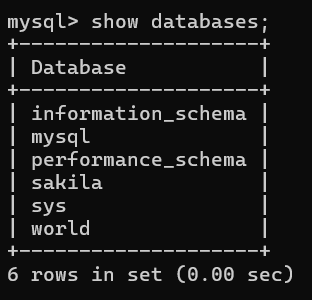 mysql> show databases;
+--------------------+
| Database           |
+--------------------+
| information_schema |
| mysql              |
| performance_schema |
| sakila             |
| sys                |
| world              |
+--------------------+
6 rows in set (0.00 sec)